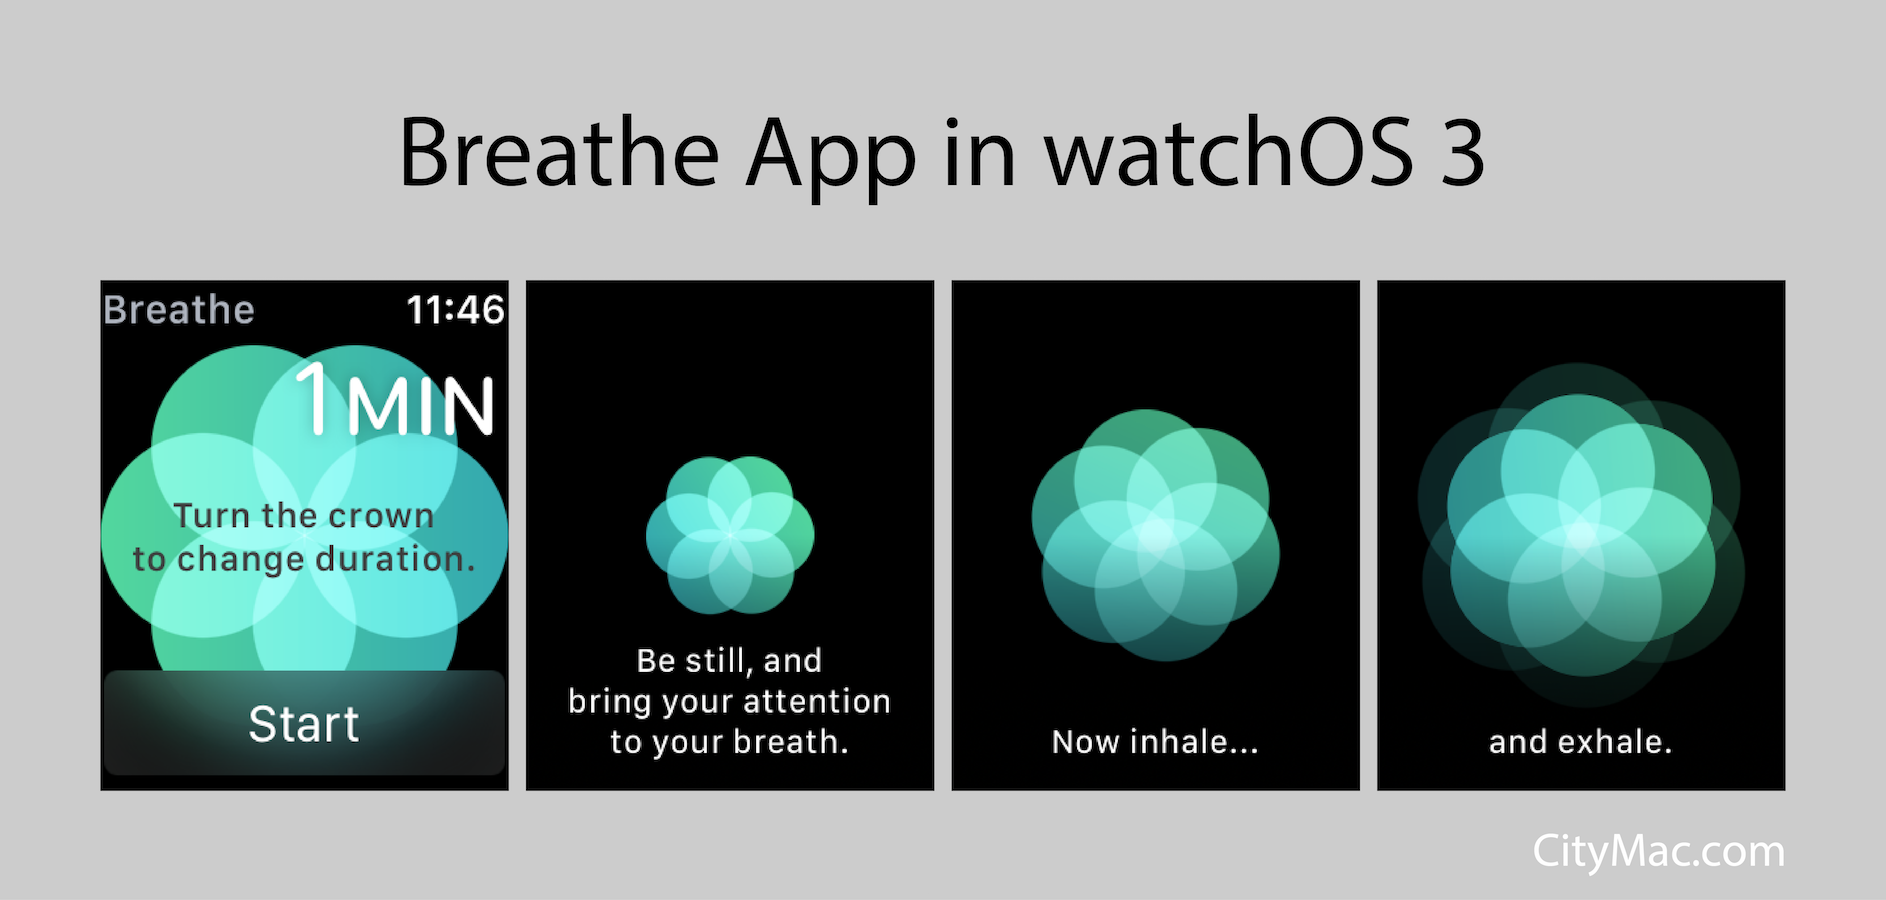 Breathe App in watchOS 3
Breathe 11:46
1MIN
Turn the crown
to change duration.
Start
Be still, and
bring your attention
to your breath.
Now inhale...
and exhale.
CityMac.com